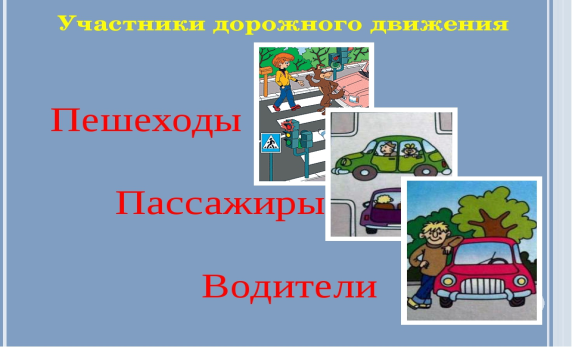 Участники дорожного движения
Пешеходы
Пассажиры
Водители